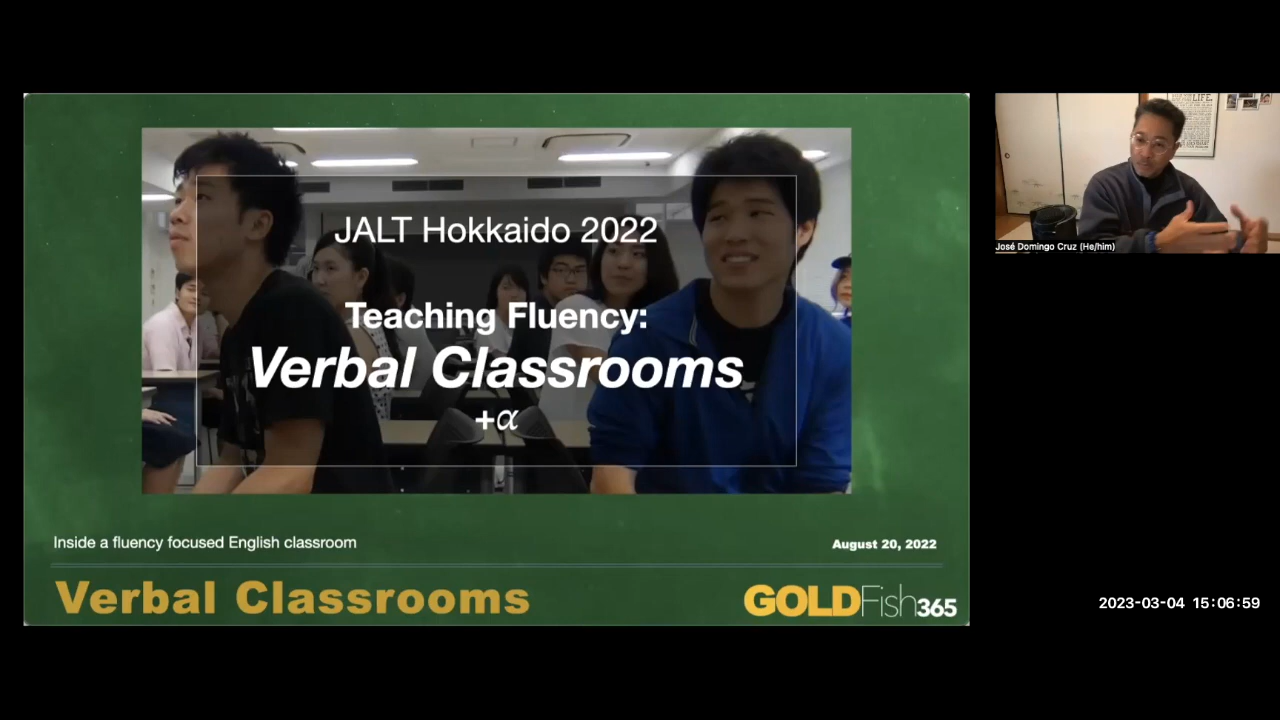 JALT Hokkaido 2022
Teaching Fluency:
Verbal Classrooms
+α
Inside a fluency focused English classroom
August 20, 2022
Verbal Classrooms
GOLDFish365
LIFE.
José Domingo Cruz (He/him)
2023-03-04 15:06:59